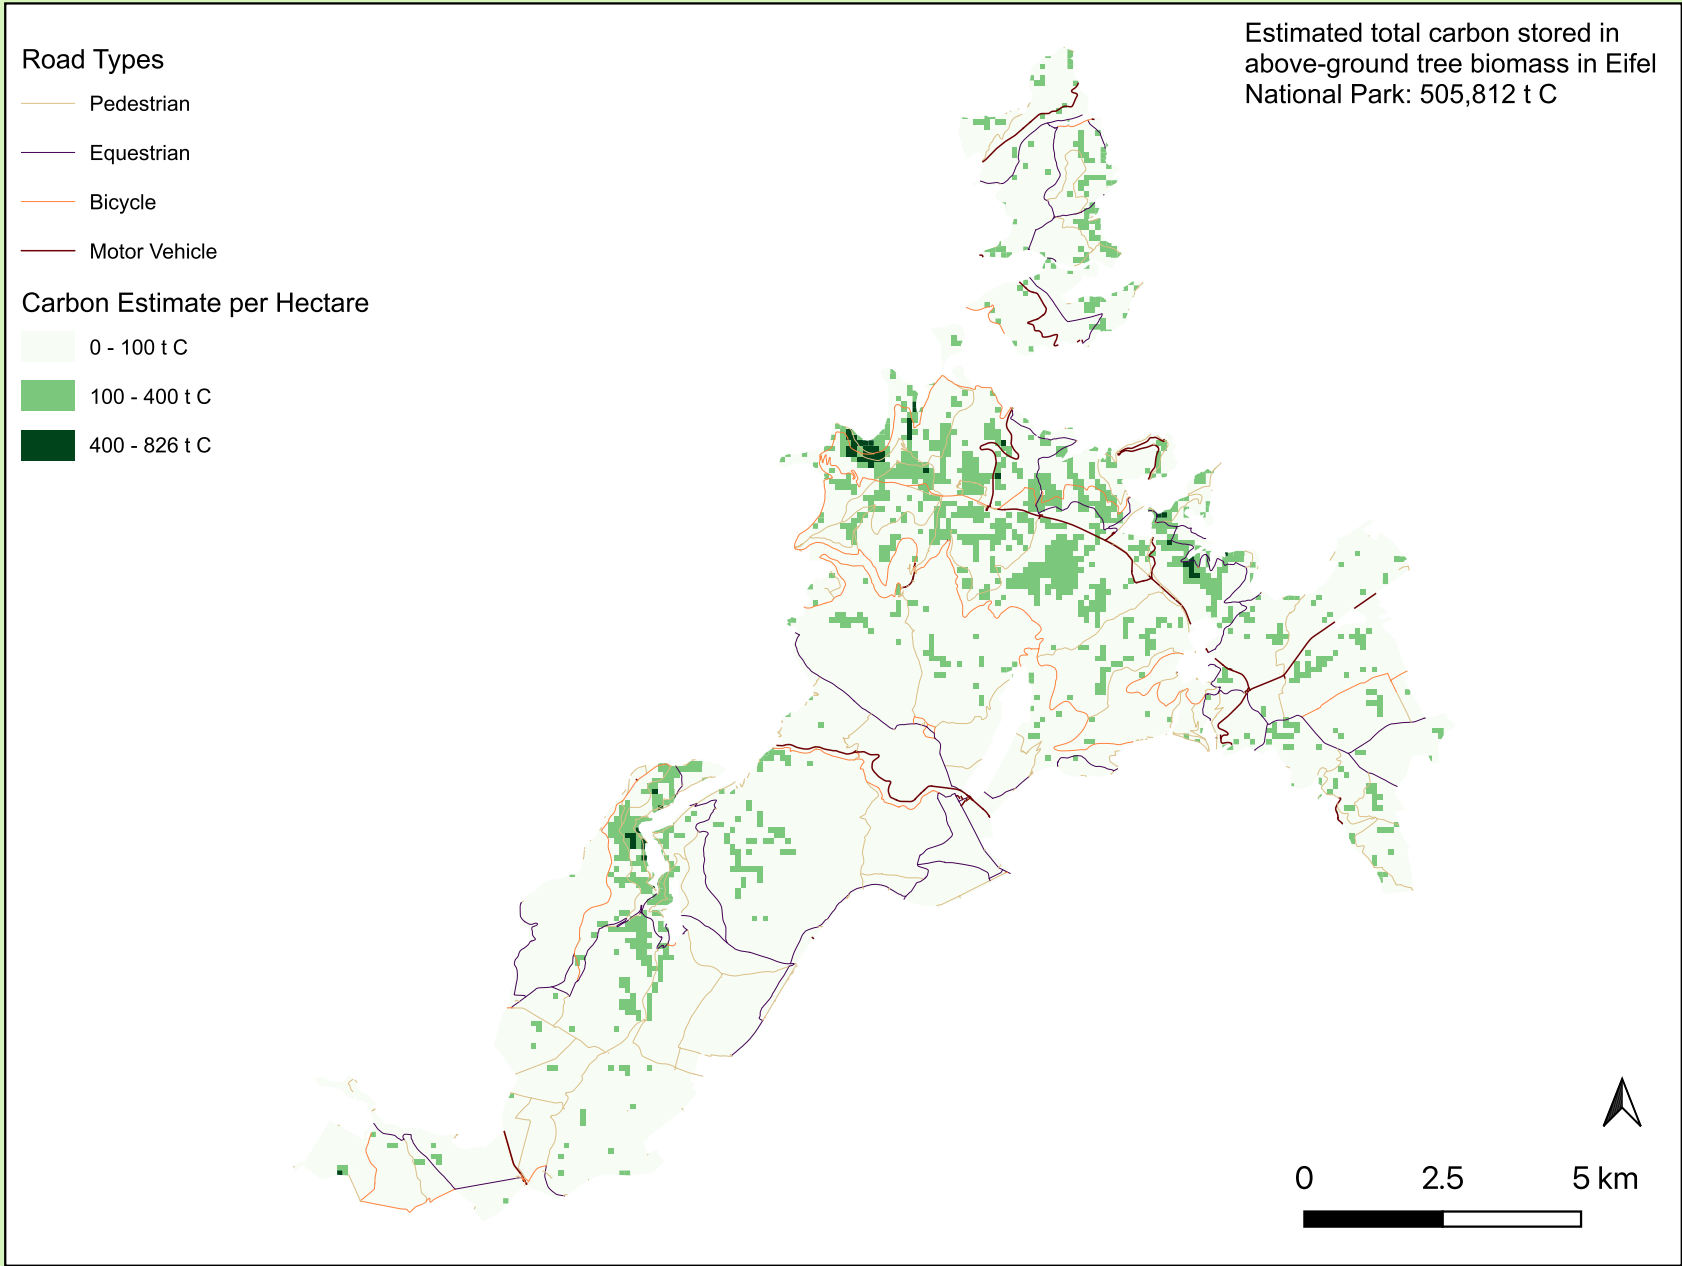 Estimated total carbon stored in
above-ground tree biomass in Eifel
National Park: 505,812 t C
Road Types
Pedestrian
Equestrian
Bicycle
Motor Vehicle
Carbon Estimate per Hectare
0 - 100 t C
100 - 400 t C
400 - 826 t C
0 2.5 5 km